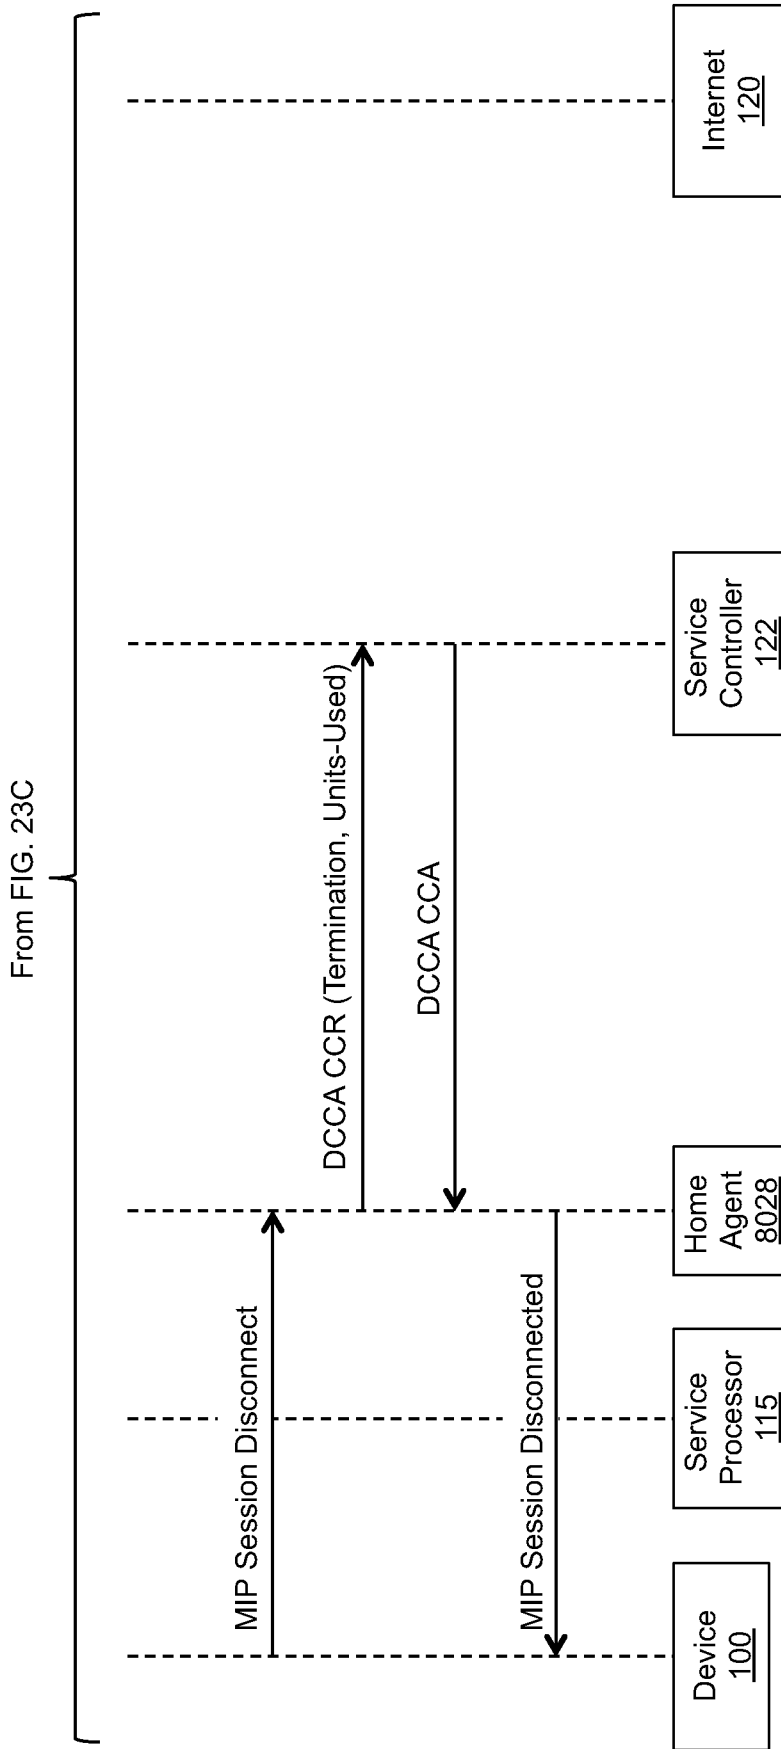 From FIG. 23C
MIP Session Disconnect
DCCA CCR (Termination, Units-Used)
DCCA CCA
MIP Session Disconnected
Device
100
Service
Processor
115
Home
Agent
8028
Service
Controller
122
Internet
120